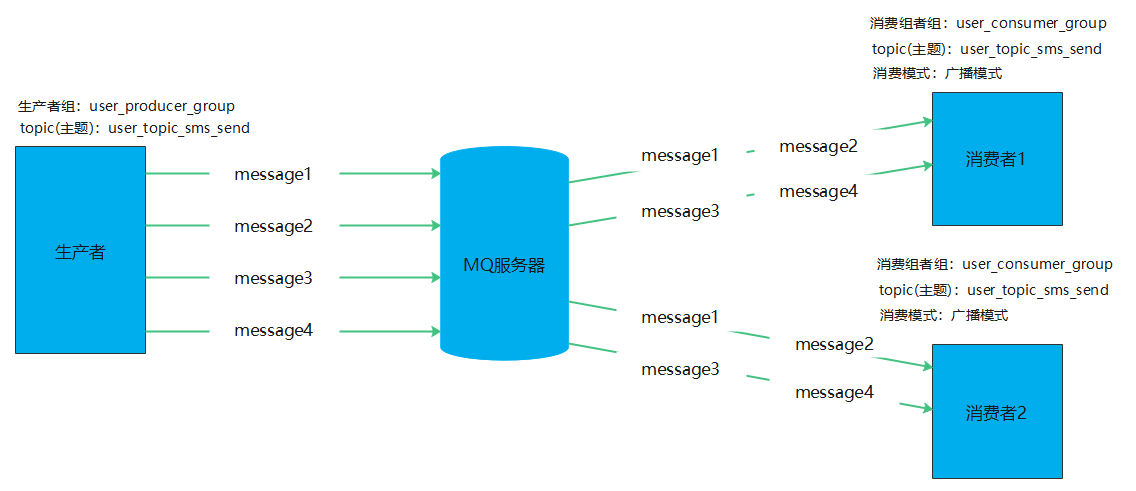 生产者组：user_producer_group
topic(主题)：user_topic_sms_send
生产者
message1
message2
message3
message4
MQ服务器
message1
message2
message3
message4
message1
message2
message3
message4
消费组者组：user_consumer_group
topic(主题)：user_topic_sms_send
消费模式：广播模式
消费者1
消费组者组：user_consumer_group
topic(主题)：user_topic_sms_send
消费模式：广播模式
消费者2